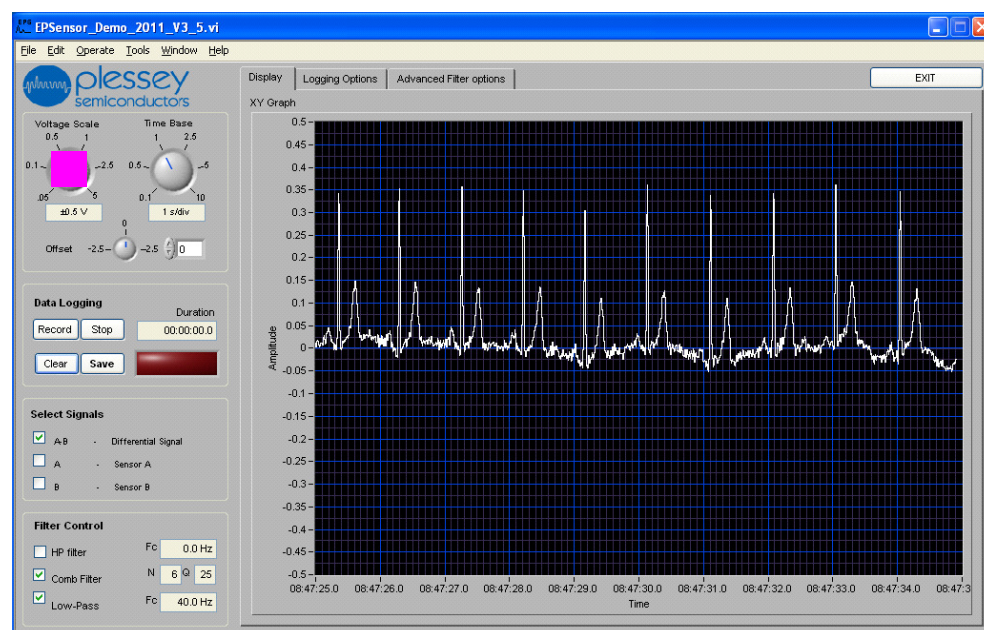 EPSensor_Demo_2011_V3_5.vi
File Edit Operate Tools Window Help
plessey
semiconductors
Display Logging Options Advanced Filter options EXIT
XY Graph
Voltage Scale
0.5 1
0.1 2.5
.05 5
±0.5 V
Time Base
1 2.5
0.5 5
0.1 10
1 s/div
0
Offset -2.5 2.5 0
Data Logging
Duration
Record Stop 00:00:00.0
Clear Save
Select Signals
A-B - Differential Signal
A - Sensor A
B - Sensor B
Filter Control
HP filter Fc 0.0 Hz
Comb Filter N 6 Q 25
Low-Pass Fc 40.0 Hz
Amplitude
0.5
0.45
0.4
0.35
0.3
0.25
0.2
0.15
0.1
0.05
0
-0.05
-0.1
-0.15
-0.2
-0.25
-0.3
-0.35
-0.4
-0.45
-0.5
08:47:25.0 08:47:26.0 08:47:27.0 08:47:28.0 08:47:29.0 08:47:30.0 08:47:31.0 08:47:32.0 08:47:33.0 08:47:34.0 08:47:3
Time